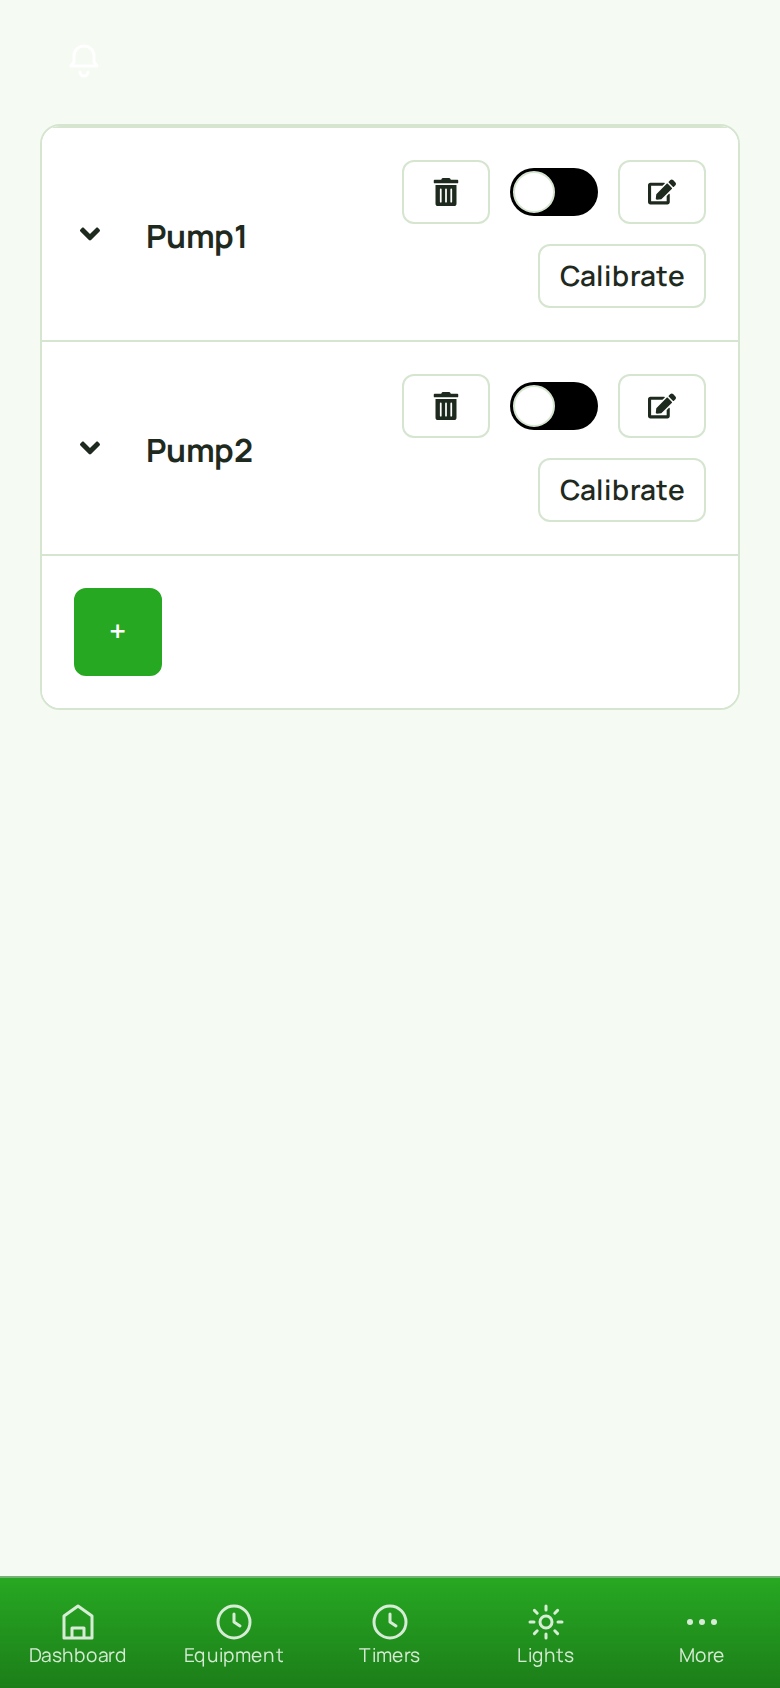 Pump1
Calibrate
Pump2
Calibrate
+
Dashboard
Equipment
Timers
Lights
More